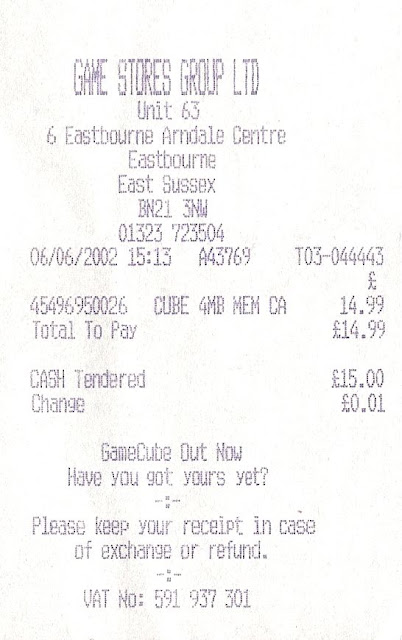 GAME STORES GROUP LTD
Unit 63
6 Eastbourne Arndale Centre
Eastbourne
East Sussex
BN21 3NW
01323 723504
06/06/2002 15:13 A43769 T03-044443
£
45496950026 CUBE 4MB MEM CA 14.99
Total To Pay £14.99
CASH Tendered £15.00
Change £0.01
GameCube Out Now
Have you got yours yet?
-:-
Please keep your receipt in case
of exchange or refund.
-:-
VAT No: 591 937 301